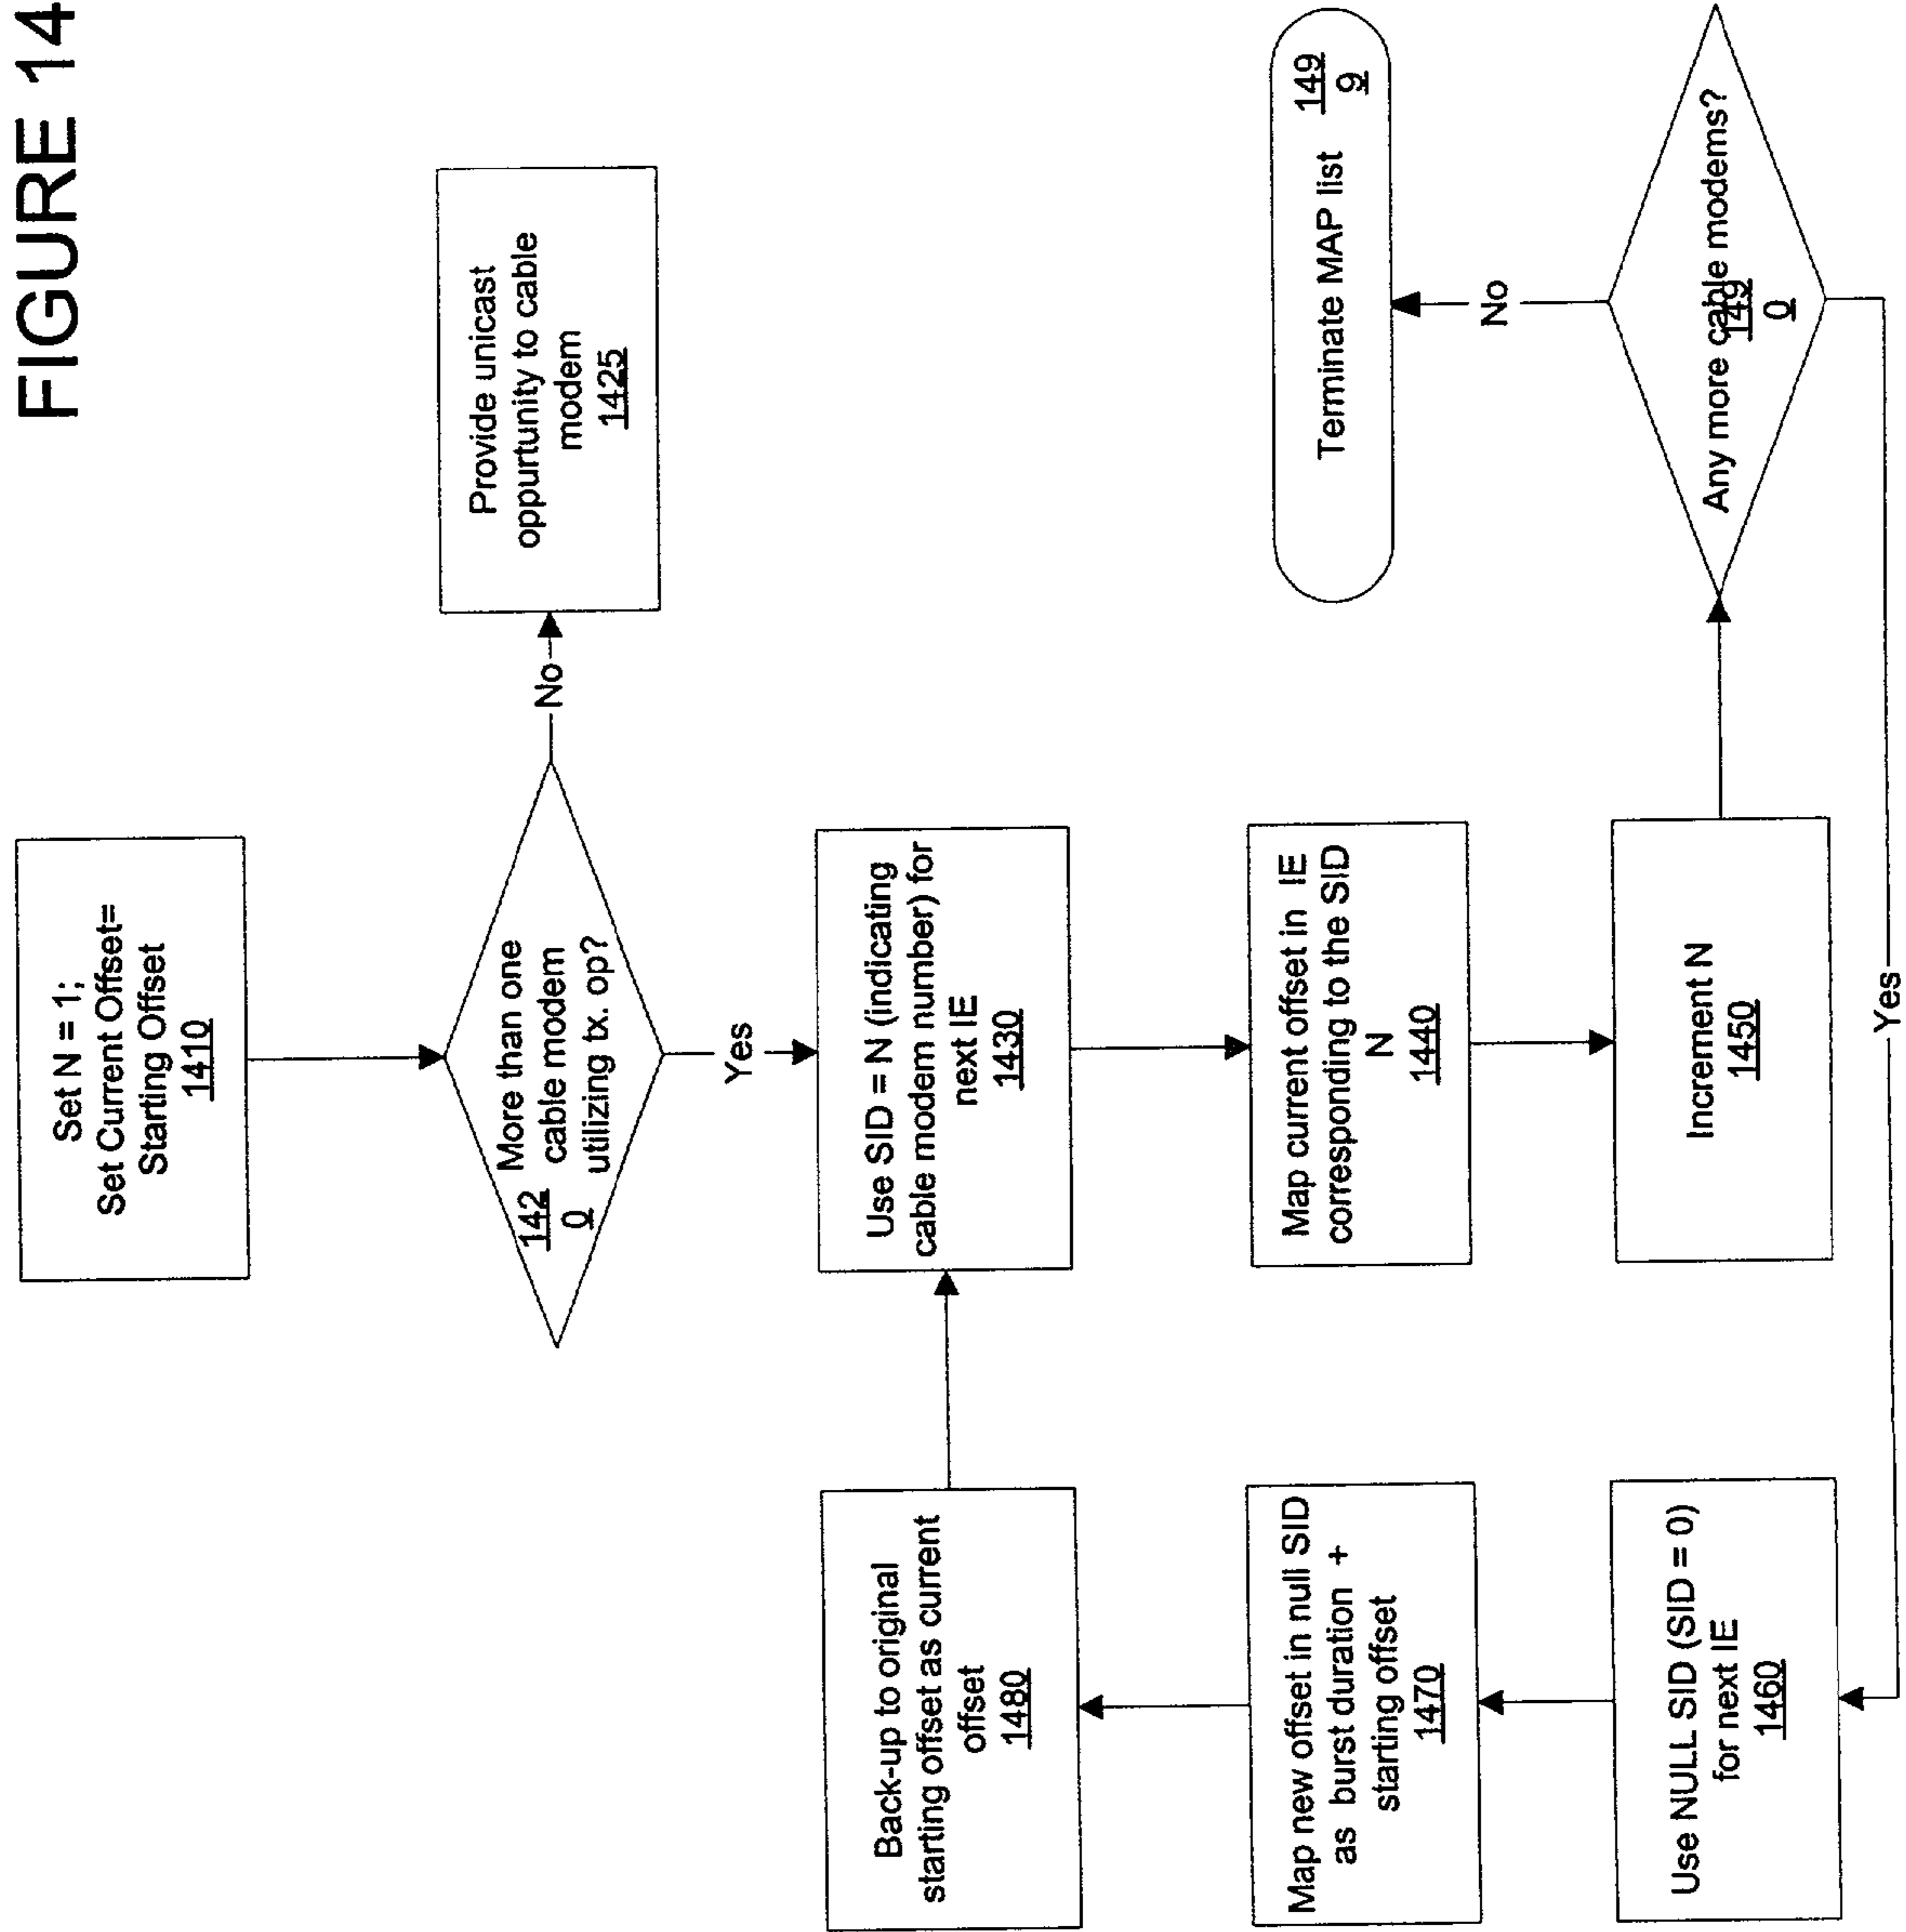 FIGURE 14
Set N = 1;
Set Current Offset=
Starting Offset
1410
More than one
cable modem
utilizing tx. op?
142
0
No
Provide unicast
oppurtunity to cable
modem
1425
Yes
Use SID = N (indicating
cable modem number) for
next IE
1430
Map current offset in IE
corresponding to the SID
N
1440
Increment N
1450
Any more cable modems?
149
0
No
Terminate MAP list
149
9
Yes
Use NULL SID (SID = 0)
for next IE
1460
Map new offset in null SID
as burst duration +
starting offset
1470
Back-up to original
starting offset as current
offset
1480